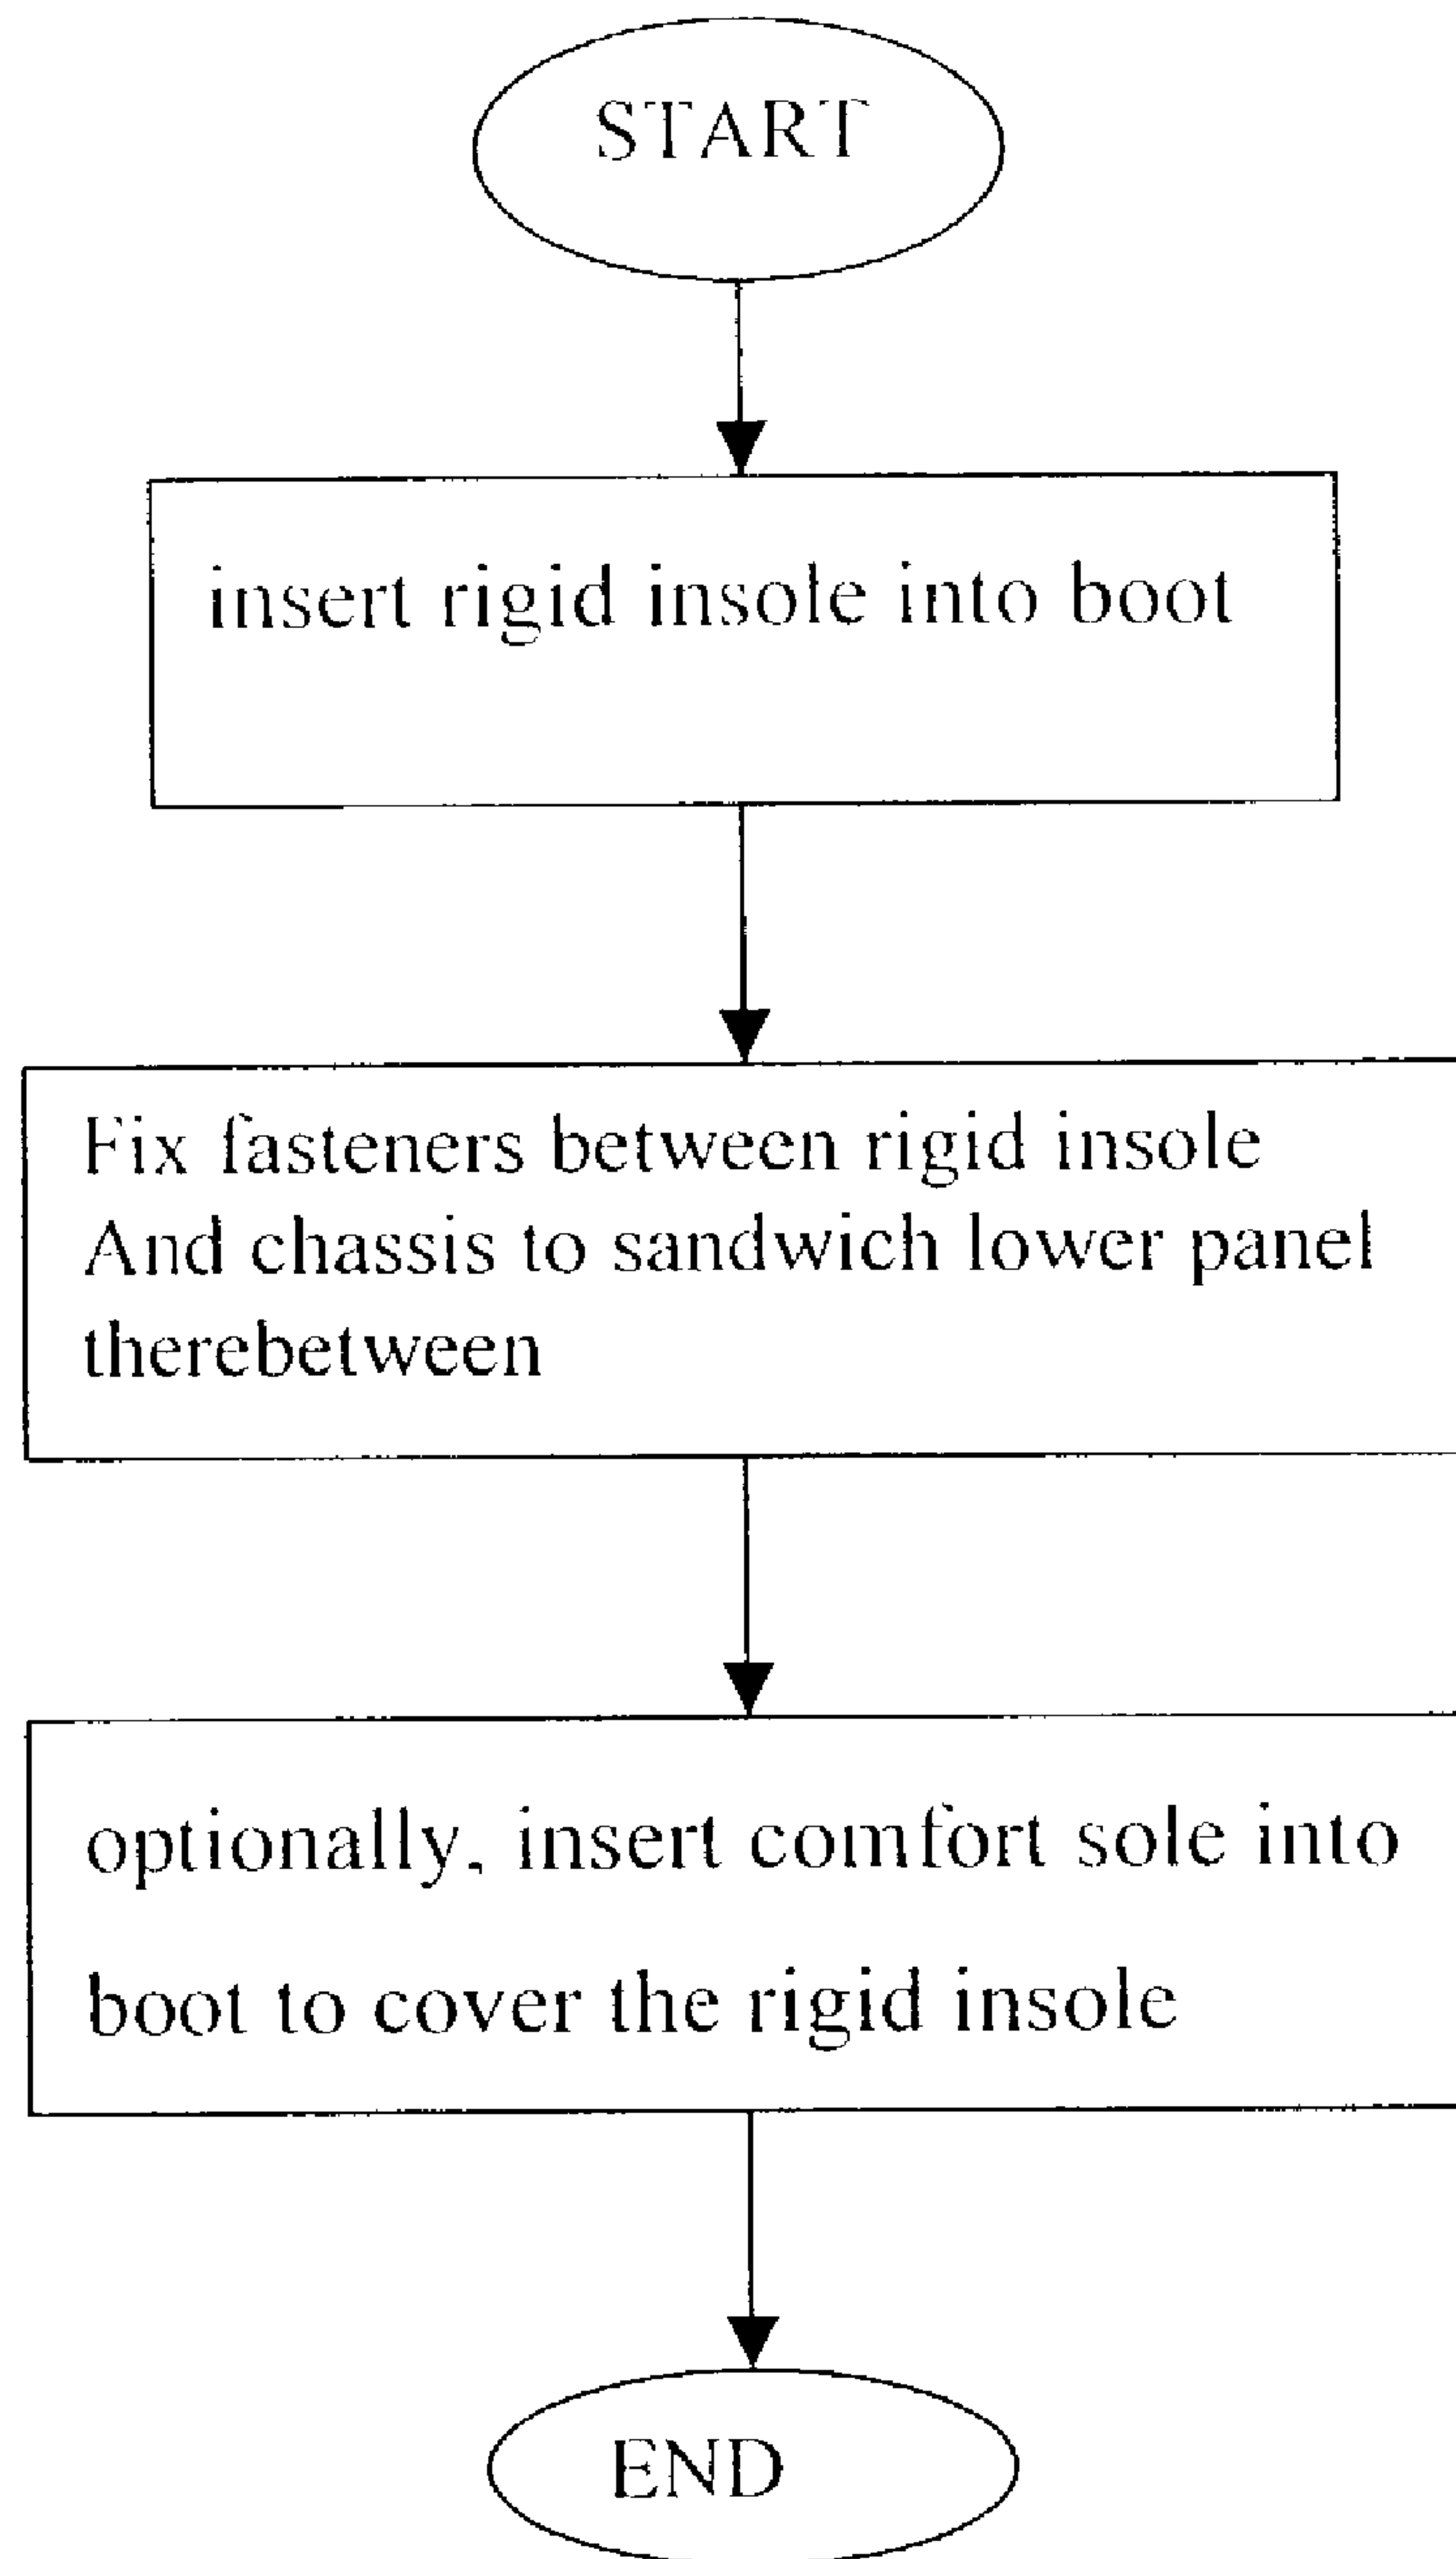 START
insert rigid insole into boot
Fix fasteners between rigid insole
And chassis to sandwich lower panel
therebetween
optionally, insert comfort sole into
boot to cover the rigid insole
END